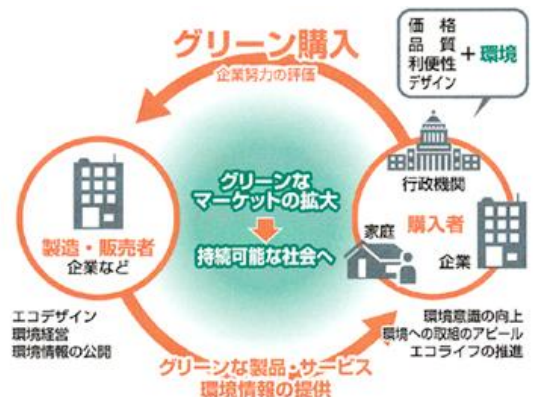 グリーン購入
企業努力の評価
価格
品質
利便性
デザイン
+環境
行政機関
購入者
家庭
企業
グリーンな
マーケットの拡大
持続可能な社会へ
製造・販売者
企業など
エコデザイン
環境経営
環境情報の公開
環境意識の向上
環境への取組のアピール
エコライフの推進
グリーンな製品・サービス
環境情報の提供